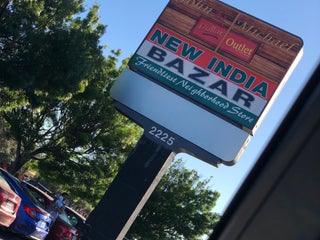 Outlet
NEW INDIA
BAZAR
Friendliest Neighborhood Store
2225